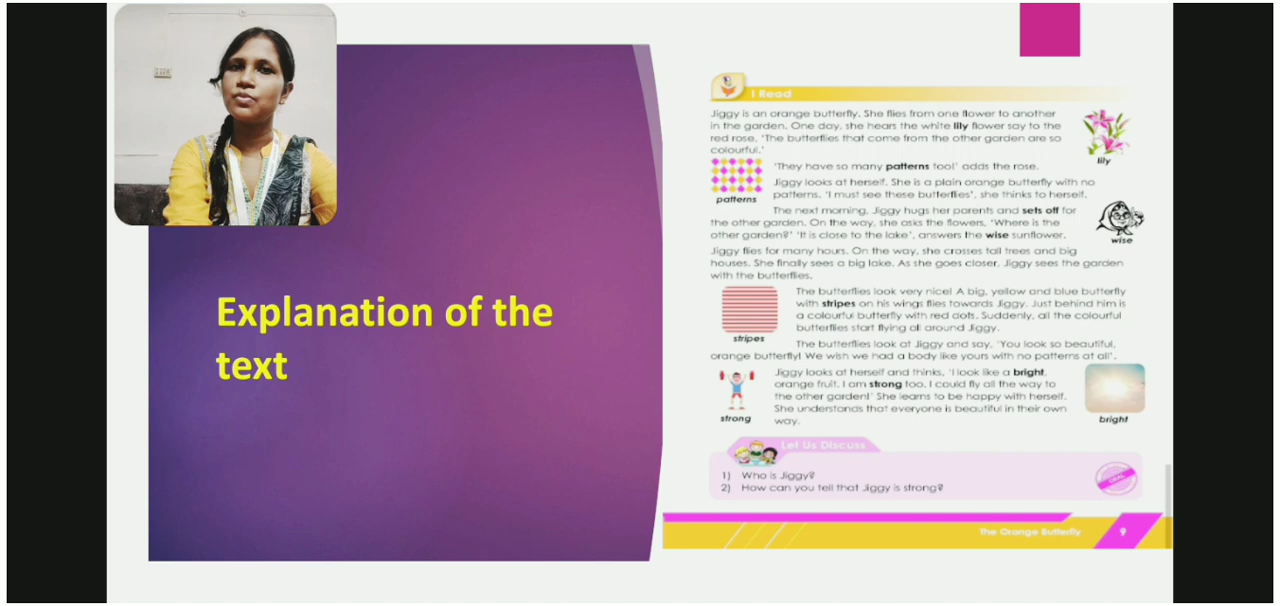 Explanation of the
text
I Read
Jiggy is an orange butterfly. She flies from one flower to another
in the garden. One day, she hears the white lily flower say to the
red rose, 'The butterflies that come from the other garden are so
colourful.'
lily
'They have so many patterns too!' adds the rose.
Jiggy looks at herself. She is a plain orange butterfly with no
patterns. 'I must see these butterflies', she thinks to herself.
patterns
The next morning, Jiggy hugs her parents and sets off for
the other garden. On the way, she asks the flowers, 'Where is the
other garden?' 'It is close to the lake', answers the wise sunflower.
wise
Jiggy flies for many hours. On the way, she crosses tall trees and big
houses. She finally sees a big lake. As she goes closer, Jiggy sees the garden
with the butterflies.
The butterflies look very nice! A big, yellow and blue butterfly
with stripes on his wings flies towards Jiggy. Just behind him is
a colourful butterfly with red dots. Suddenly, all the colourful
butterflies start flying all around Jiggy.
stripes
The butterflies look at Jiggy and say, 'You look so beautiful,
orange butterfly! We wish we had a body like yours with no patterns at all'.
Jiggy looks at herself and thinks, 'I look like a bright,
orange fruit. I am strong too. I could fly all the way to
the other garden!' She learns to be happy with herself.
She understands that everyone is beautiful in their own
way.
strong
bright
Let Us Discuss
1) Who is Jiggy?
2) How can you tell that Jiggy is strong?
The Orange Butterfly
9